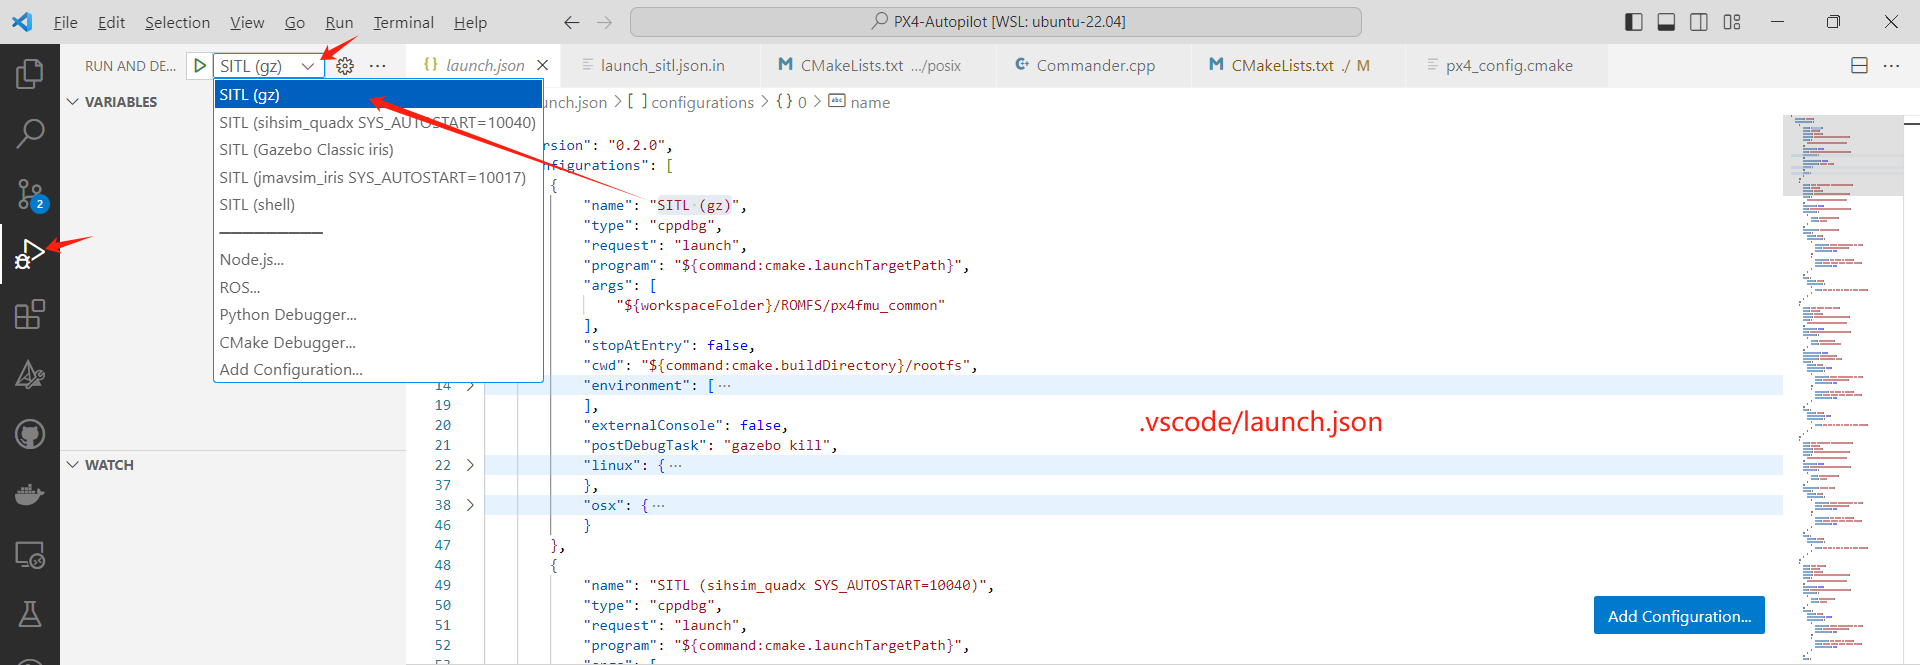 File Edit Selection View Go Run Terminal Help
PX4-Autopilot [WSL: ubuntu-22.04]
RUN AND DE...
SITL (gz)
launch.json
launch_sitl.json.in
CMakeLists.txt .../posix
Commander.cpp
CMakeLists.txt ./ M
px4_config.cmake
unch.json > [ ] configurations > {} 0 > abc name
VARIABLES
SITL (gz)
SITL (sihsim_quadx SYS_AUTOSTART=10040)
SITL (Gazebo Classic iris)
SITL (jmavsim_iris SYS_AUTOSTART=10017)
SITL (shell)
──────────
Node.js...
ROS...
Python Debugger...
CMake Debugger...
Add Configuration...
2
WATCH
rsion": "0.2.0",
nfigurations": [
{
"name": "SITL (gz)",
"type": "cppdbg",
"request": "launch",
"program": "${command:cmake.launchTargetPath}",
"args": [
"${workspaceFolder}/ROMFS/px4fmu_common"
],
"stopAtEntry": false,
"cwd": "${command:cmake.buildDirectory}/rootfs",
14 "environment": [ ···
19 ],
20 "externalConsole": false,
21 "postDebugTask": "gazebo kill",
22 "linux": { ···
37 },
38 "osx": { ···
46 }
47 },
48 {
49 "name": "SITL (sihsim_quadx SYS_AUTOSTART=10040)",
50 "type": "cppdbg",
51 "request": "launch",
52 "program": "${command:cmake.launchTargetPath}",
.vscode/launch.json
Add Configuration...